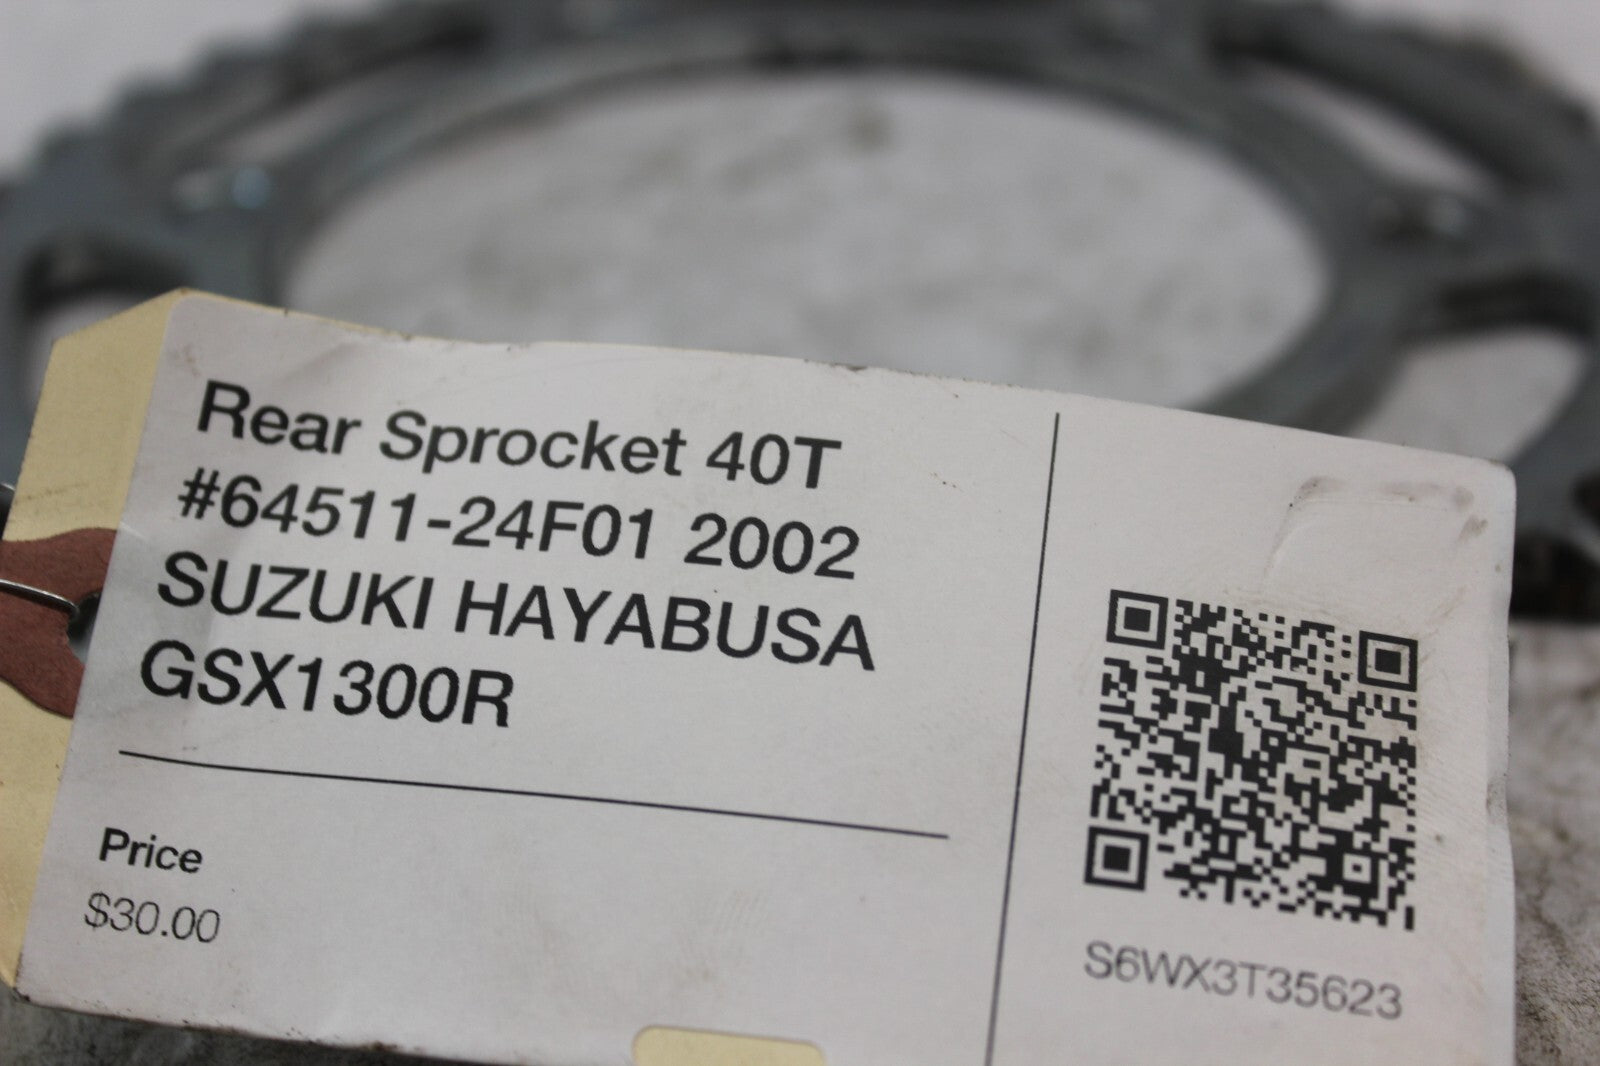 Rear Sprocket 40T
#64511-24F01 2002
SUZUKI HAYABUSA
GSX1300R
Price
$30.00
S6WX3T35623